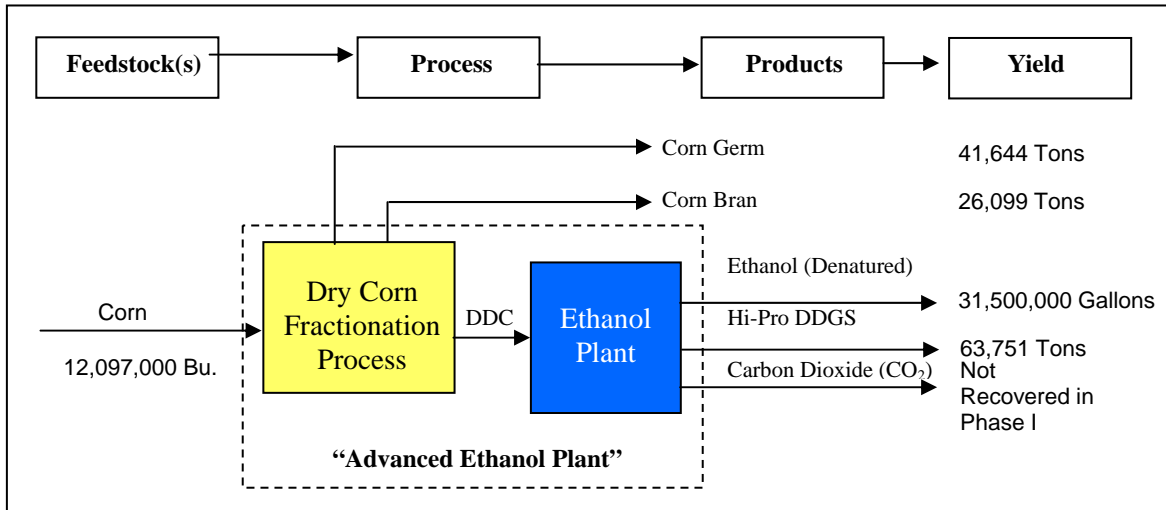 Feedstock(s)
Process
Products
Yield
Corn Germ
41,644 Tons
Corn Bran
26,099 Tons
Corn
12,097,000 Bu.
Dry Corn
Fractionation
Process
DDC
Ethanol
Plant
Ethanol (Denatured)
31,500,000 Gallons
Hi-Pro DDGS
63,751 Tons
Carbon Dioxide (CO₂)
Not
Recovered in
Phase I
“Advanced Ethanol Plant”